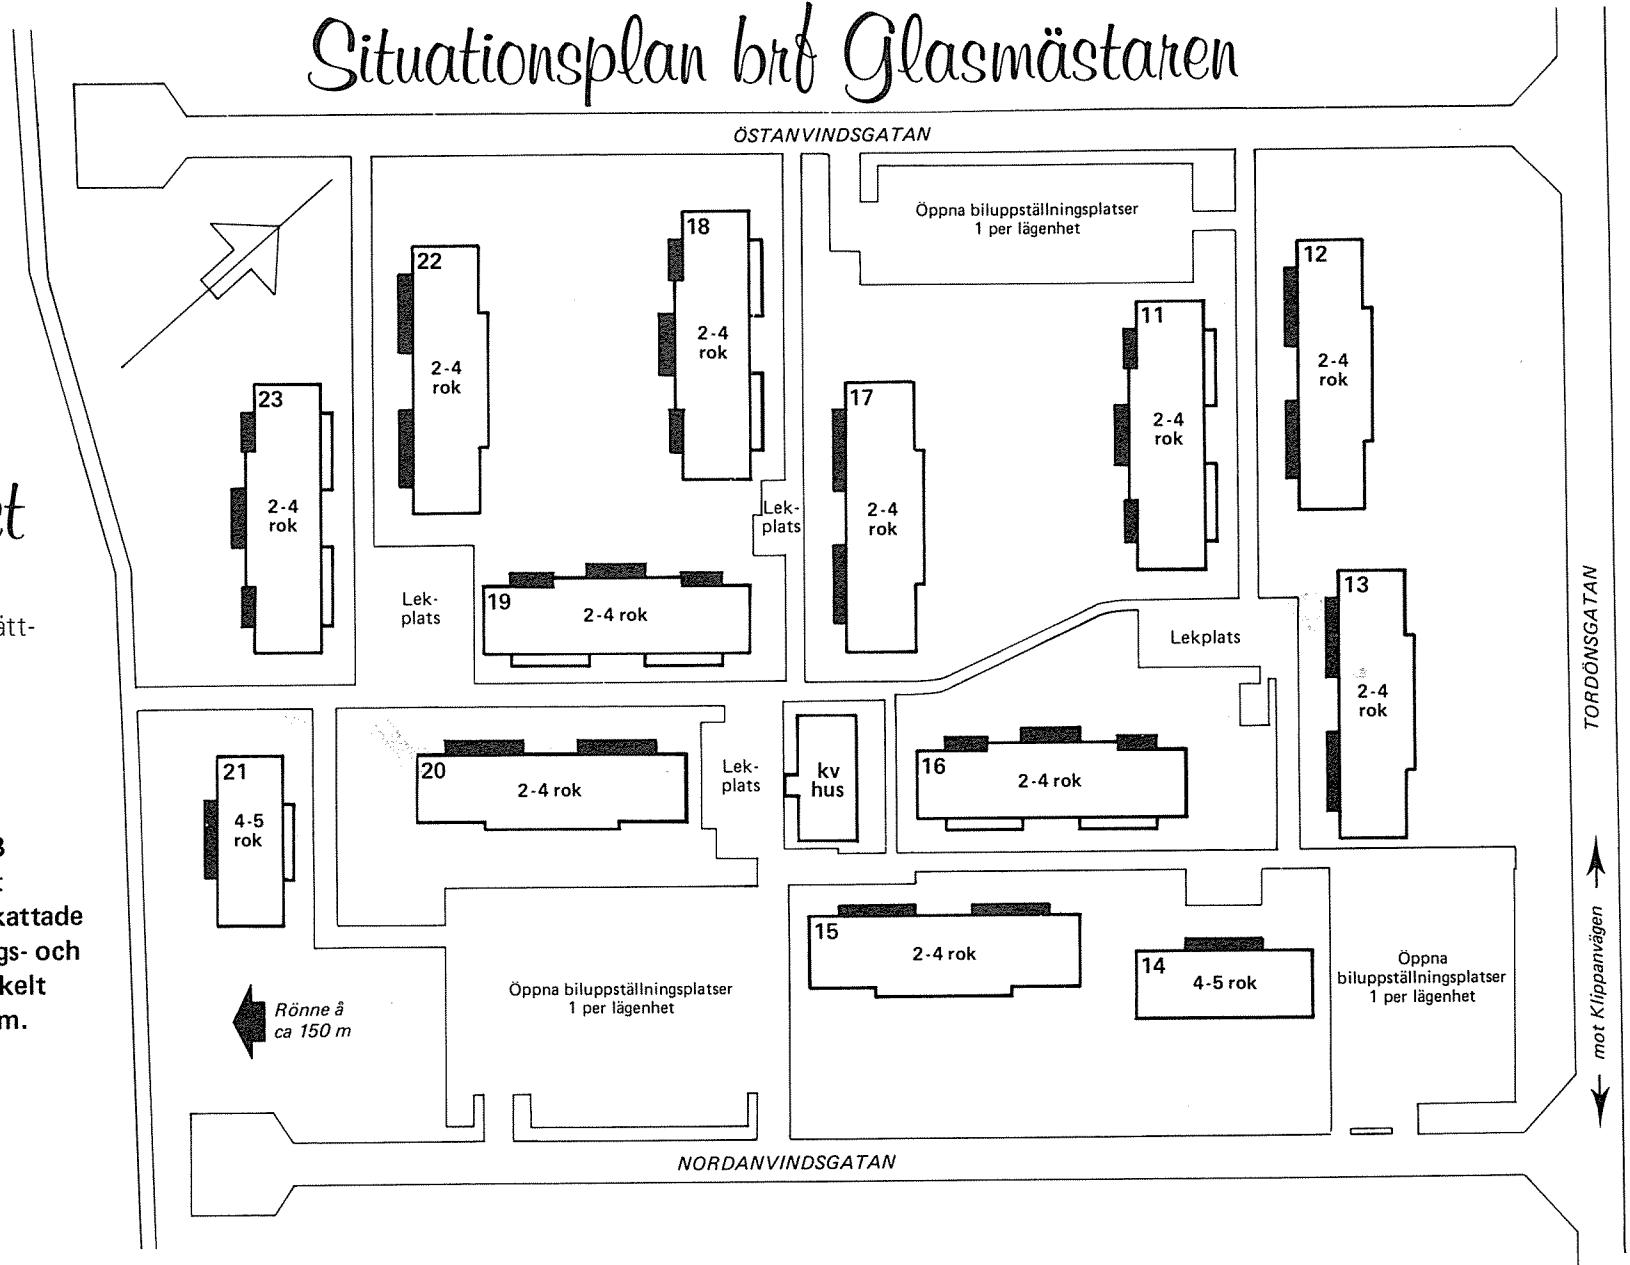 Situationsplan brf Glasmästaren
ÖSTANVINDSGATAN
Öppna biluppställningsplatser
1 per lägenhet
18
2-4
rok
22
2-4
rok
12
2-4
rok
11
2-4
rok
23
2-4
rok
17
2-4
rok
Lek-
plats
19
2-4 rok
Lek-
plats
13
2-4
rok
Lekplats
TORDÖNSGATAN
21
4-5
rok
20
2-4 rok
Lek-
plats
kv
hus
16
2-4 rok
15
2-4 rok
14
4-5 rok
Öppna
biluppställningsplatser
1 per lägenhet
mot Klippanvägen
Öppna biluppställningsplatser
1 per lägenhet
Rönne å
ca 150 m
NORDANVINDSGATAN
ätt-
kattade
gs- och
kelt
m.